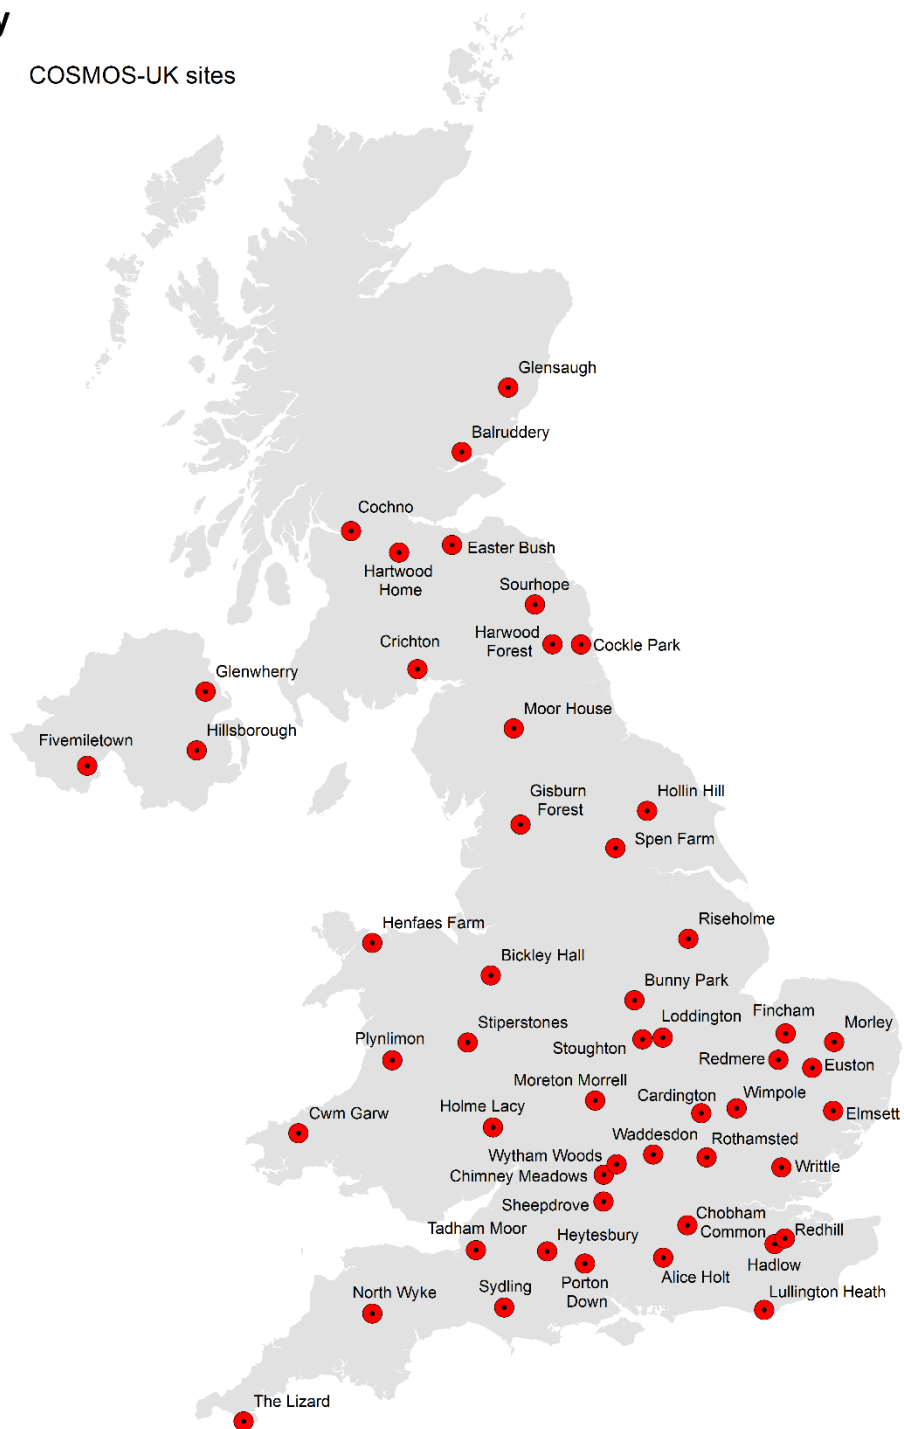 y
COSMOS-UK sites
Glensaugh
Balruddery
Cochno
Easter Bush
Hartwood
Home
Sourhope
Harwood
Forest
Cockle Park
Crichton
Glenwherry
Moor House
Hillsborough
Fivemiletown
Gisburn
Forest
Hollin Hill
Spen Farm
Riseholme
Henfaes Farm
Bickley Hall
Bunny Park
Fincham
Loddington
Morley
Stiperstones
Plynlimon
Stoughton
Redmere
Euston
Moreton Morrell
Cardington
Wimpole
Holme Lacy
Cwm Garw
Elmsett
Waddesdon
Rothamsted
Wytham Woods
Writtle
Chimney Meadows
Sheepdrove
Chobham
Common
Redhill
Tadham Moor
Heytesbury
Hadlow
Alice Holt
Porton
Down
Sydling
North Wyke
Lullington Heath
The Lizard